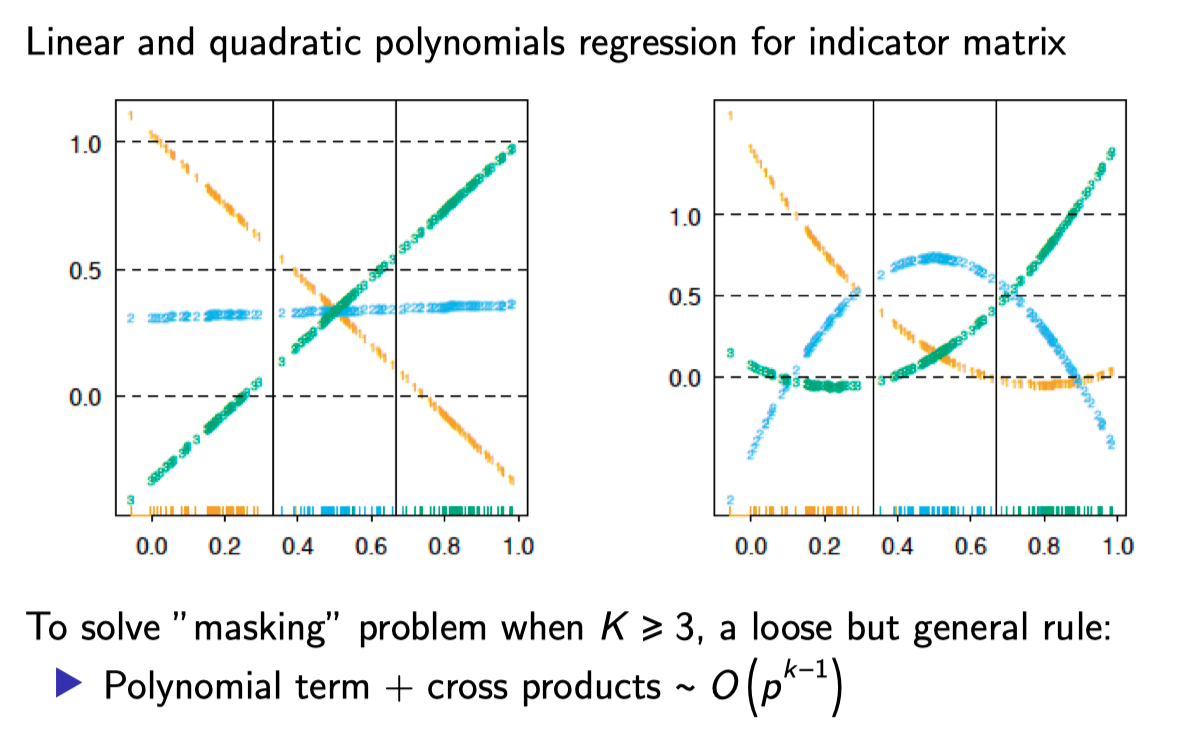 Linear and quadratic polynomials regression for indicator matrix
1.0
0.5
0.0
0.0 0.2 0.4 0.6 0.8 1.0
1.0
0.5
0.0
0.0 0.2 0.4 0.6 0.8 1.0
To solve "masking" problem when K ⩾ 3, a loose but general rule:
▶ Polynomial term + cross products ~ O(p^{k−1})